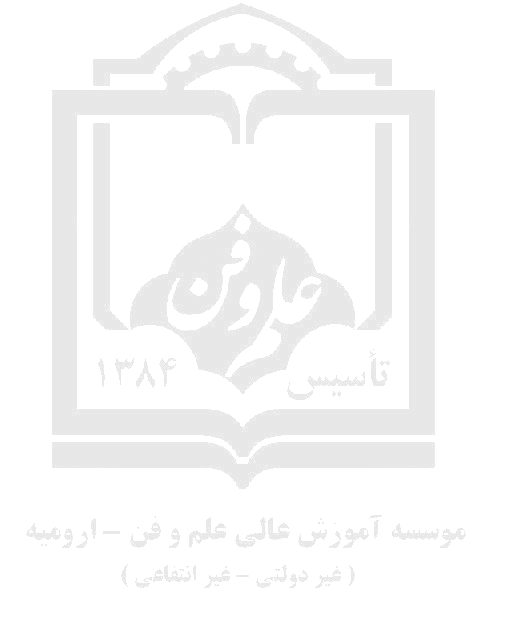 علم و فن
تأسیس ۱۳۸۴
موسسه آموزش عالی علم و فن - ارومیه
( غیر دولتی - غیر انتفاعی )